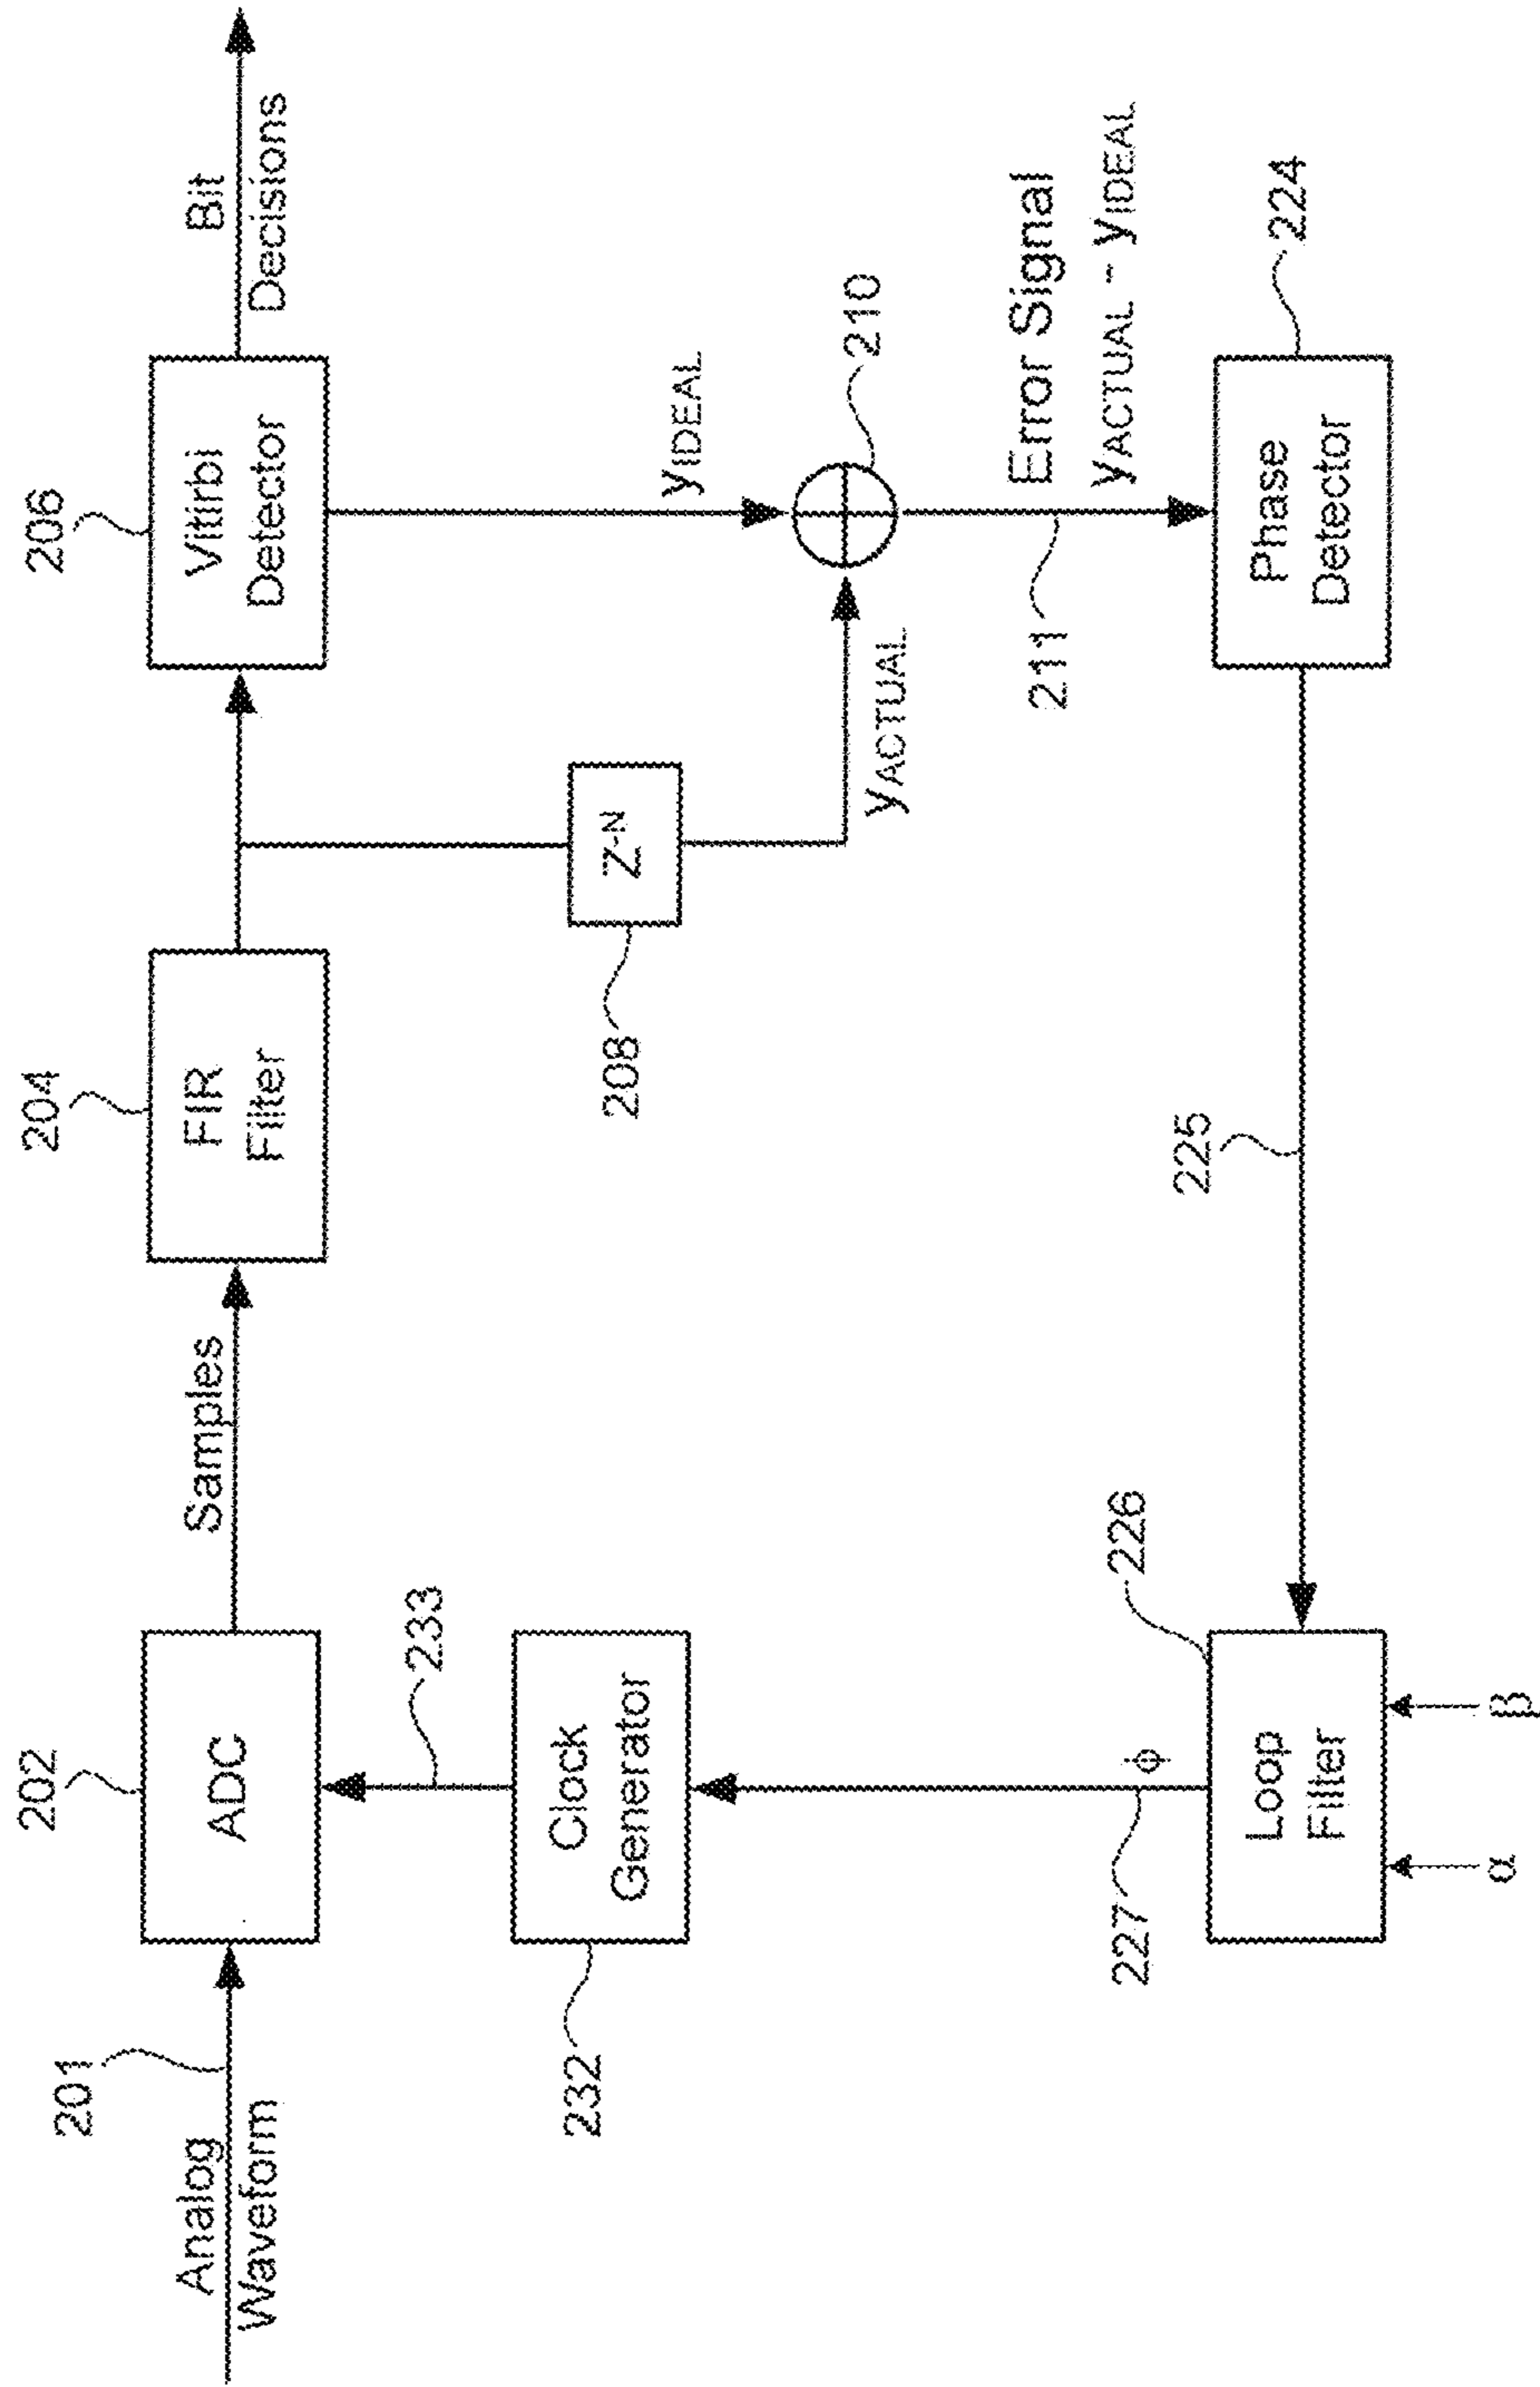 201
Analog
Waveform
202
ADC
Samples
204
FIR
Filter
206
Vitirbi
Detector
Bit
Decisions
233
Clock
Generator
232
208
Z-N
yIDEAL
yACTUAL
210
211
Error Signal
yACTUAL - yIDEAL
227
ϕ
226
225
224
Loop
Filter
Phase
Detector
α
β